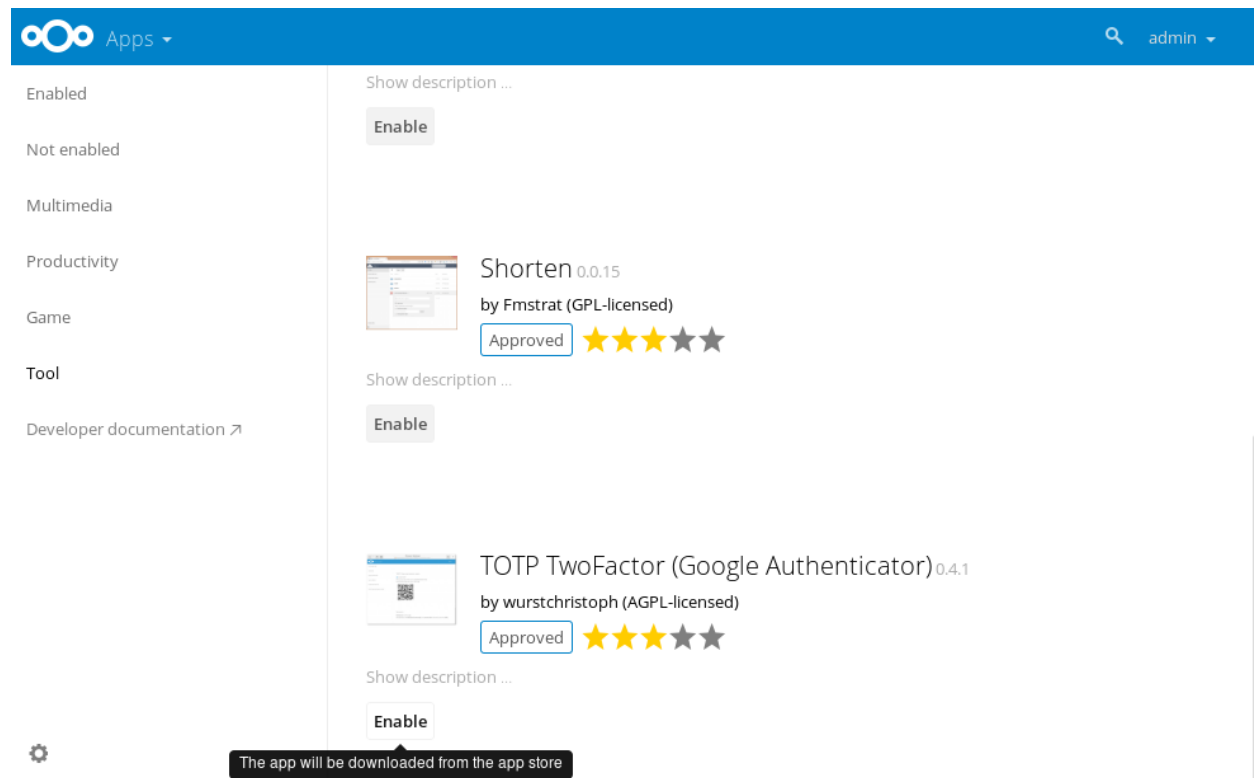 Apps
admin
Enabled
Not enabled
Multimedia
Productivity
Game
Tool
Developer documentation ↗
Show description ...
Enable
Shorten 0.0.15
by Fmstrat (GPL-licensed)
Approved
Show description ...
Enable
TOTP TwoFactor (Google Authenticator) 0.4.1
by wurstchristoph (AGPL-licensed)
Approved
Show description ...
Enable
The app will be downloaded from the app store